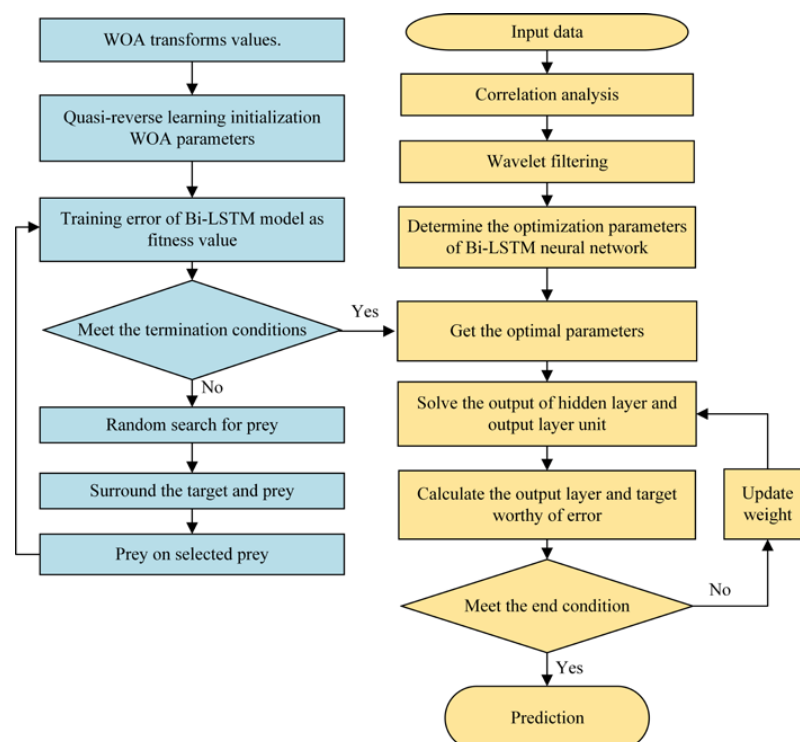 WOA transforms values.
Quasi-reverse learning initialization
WOA parameters
Training error of Bi-LSTM model as
fitness value
Meet the termination conditions
Yes
No
Random search for prey
Surround the target and prey
Prey on selected prey
Input data
Correlation analysis
Wavelet filtering
Determine the optimization parameters
of Bi-LSTM neural network
Get the optimal parameters
Solve the output of hidden layer and
output layer unit
Calculate the output layer and target
worthy of error
Update
weight
Meet the end condition
No
Yes
Prediction